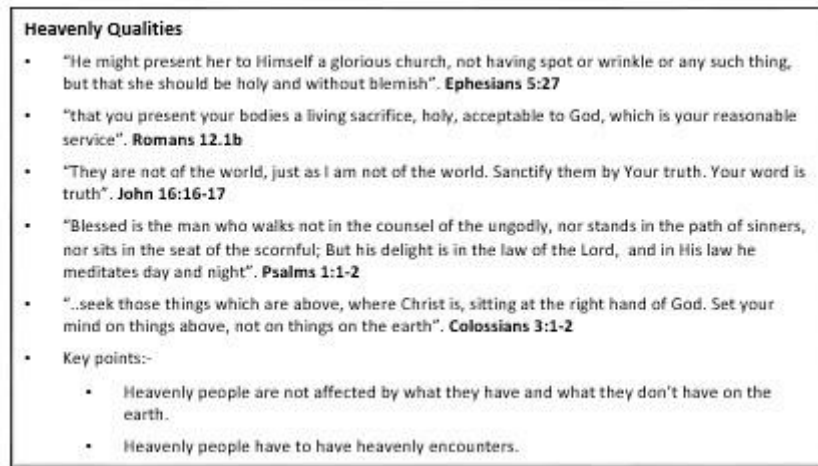 Heavenly Qualities
• "He might present her to Himself a glorious church, not having spot or wrinkle or any such thing,
but that she should be holy and without blemish". Ephesians 5:27
• "that you present your bodies a living sacrifice, holy, acceptable to God, which is your reasonable
service". Romans 12.1b
• "They are not of the world, just as I am not of the world. Sanctify them by Your truth. Your word is
truth". John 16:16-17
• "Blessed is the man who walks not in the counsel of the ungodly, nor stands in the path of sinners,
nor sits in the seat of the scornful; But his delight is in the law of the Lord, and in His law he
meditates day and night". Psalms 1:1-2
• "..seek those things which are above, where Christ is, sitting at the right hand of God. Set your
mind on things above, not on things on the earth". Colossians 3:1-2
• Key points:-
• Heavenly people are not affected by what they have and what they don't have on the
earth.
• Heavenly people have to have heavenly encounters.